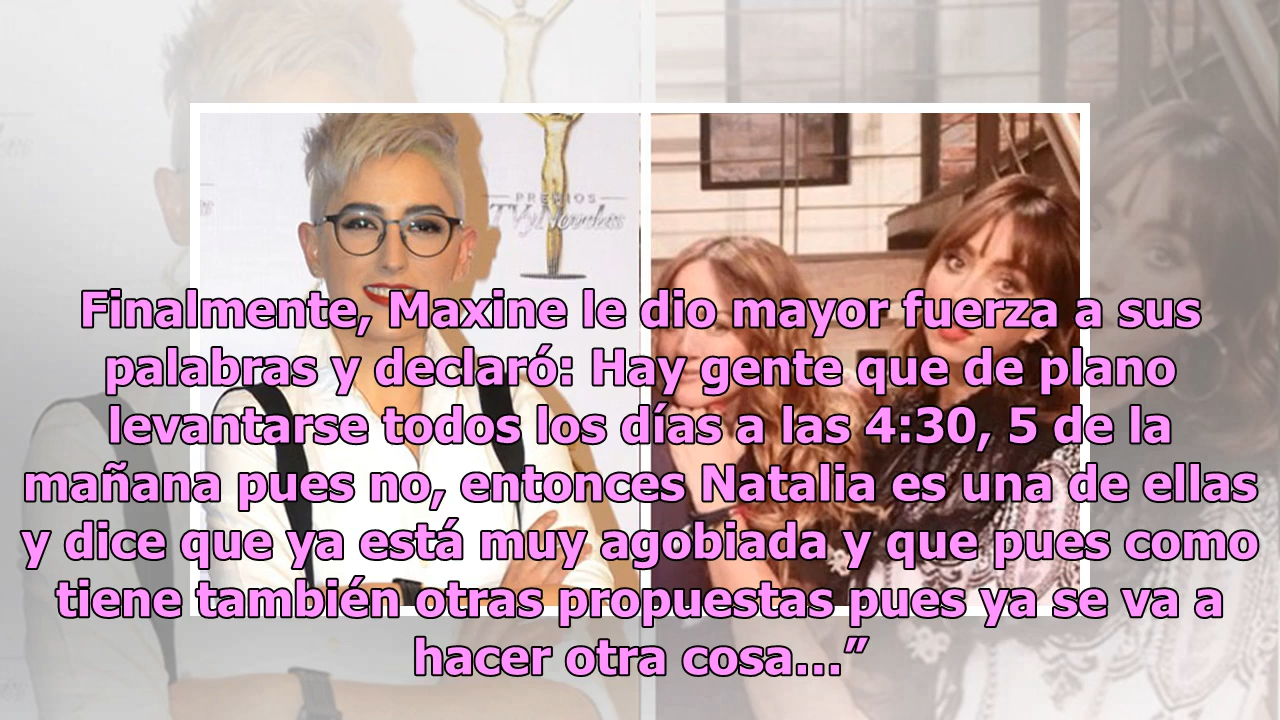 PREMIOS
TVyNovelas
Finalmente, Maxine le dio mayor fuerza a sus
palabras y declaró: Hay gente que de plano
levantarse todos los días a las 4:30, 5 de la
mañana pues no, entonces Natalia es una de ellas
y dice que ya está muy agobiada y que pues como
tiene también otras propuestas pues ya se va a
hacer otra cosa...”